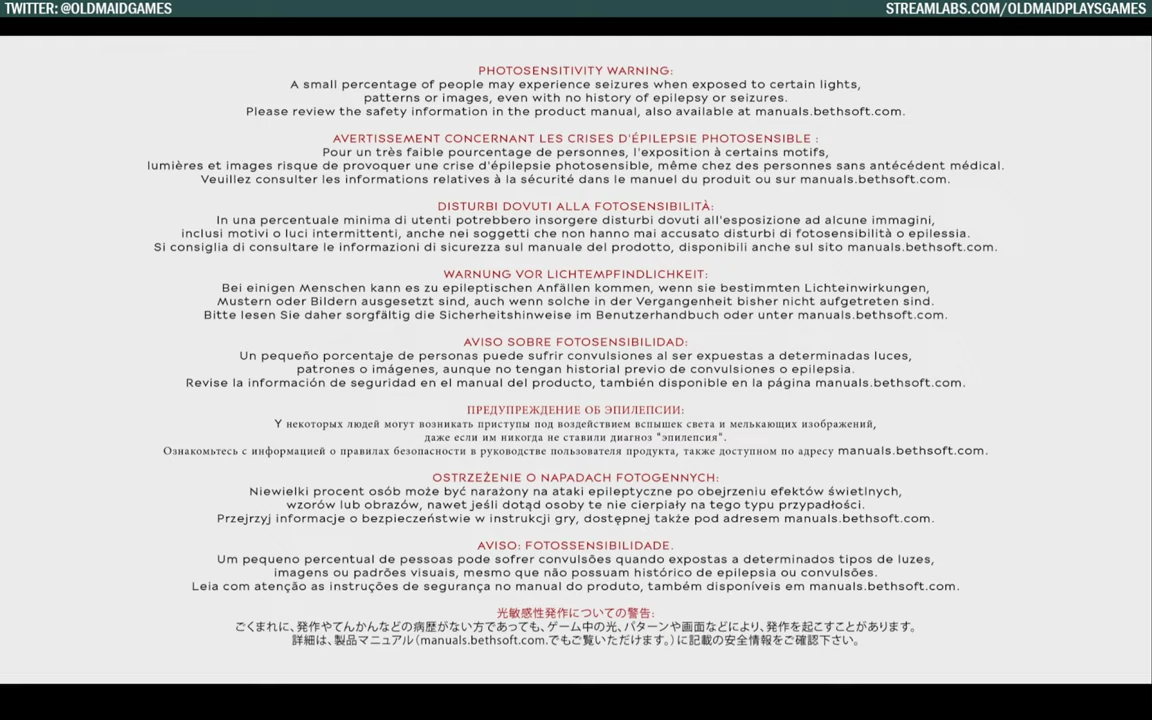 TWITTER: @OLDMAIDGAMES
STREAMLABS.COM/OLDMAIDPLAYSGAMES
PHOTOSENSITIVITY WARNING:
A small percentage of people may experience seizures when exposed to certain lights,
patterns or images, even with no history of epilepsy or seizures.
Please review the safety information in the product manual, also available at manuals.bethsoft.com.
AVERTISSEMENT CONCERNANT LES CRISES D'ÉPILEPSIE PHOTOSENSIBLE :
Pour un très faible pourcentage de personnes, l'exposition à certains motifs,
lumières et images risque de provoquer une crise d'épilepsie photosensible, même chez des personnes sans antécédent médical.
Veuillez consulter les informations relatives à la sécurité dans le manuel du produit ou sur manuals.bethsoft.com.
DISTURBI DOVUTI ALLA FOTOSENSIBILITÀ:
In una percentuale minima di utenti potrebbero insorgere disturbi dovuti all'esposizione ad alcune immagini,
inclusi motivi o luci intermittenti, anche nei soggetti che non hanno mai accusato disturbi di fotosensibilità o epilessia.
Si consiglia di consultare le informazioni di sicurezza sul manuale del prodotto, disponibili anche sul sito manuals.bethsoft.com.
WARNUNG VOR LICHTEMPFINDLICHKEIT:
Bei einigen Menschen kann es zu epileptischen Anfällen kommen, wenn sie bestimmten Lichteinwirkungen,
Mustern oder Bildern ausgesetzt sind, auch wenn solche in der Vergangenheit bisher nicht aufgetreten sind.
Bitte lesen Sie daher sorgfältig die Sicherheitshinweise im Benutzerhandbuch oder unter manuals.bethsoft.com.
AVISO SOBRE FOTOSENSIBILIDAD:
Un pequeño porcentaje de personas puede sufrir convulsiones al ser expuestas a determinadas luces,
patrones o imágenes, aunque no tengan historial previo de convulsiones o epilepsia.
Revise la información de seguridad en el manual del producto, también disponible en la página manuals.bethsoft.com.
ПРЕДУПРЕЖДЕНИЕ ОБ ЭПИЛЕПСИИ:
У некоторых людей могут возникать приступы под воздействием вспышек света и мелькающих изображений,
даже если им никогда не ставили диагноз "эпилепсия".
Ознакомьтесь с информацией о правилах безопасности в руководстве пользователя продукта, также доступном по адресу manuals.bethsoft.com.
OSTRZEŻENIE O NAPADACH FOTOGENNYCH:
Niewielki procent osób może być narażony na ataki epileptyczne po obejrzeniu efektów świetlnych,
wzorów lub obrazów, nawet jeśli dotąd osoby te nie cierpiały na tego typu przypadłości.
Przejrzyj informacje o bezpieczeństwie w instrukcji gry, dostępnej także pod adresem manuals.bethsoft.com.
AVISO: FOTOSSENSIBILIDADE.
Um pequeno percentual de pessoas pode sofrer convulsões quando expostas a determinados tipos de luzes,
imagens ou padrões visuais, mesmo que não possuam histórico de epilepsia ou convulsões.
Leia com atenção as instruções de segurança no manual do produto, também disponíveis em manuals.bethsoft.com.
光敏感性発作についての警告:
ごくまれに、発作やてんかんなどの病歴がない方であっても、ゲーム中の光、パターンや画面などにより、発作を起こすことがあります。
詳細は、製品マニュアル(manuals.bethsoft.com.でもご覧いただけます。)に記載の安全情報をご確認下さい。